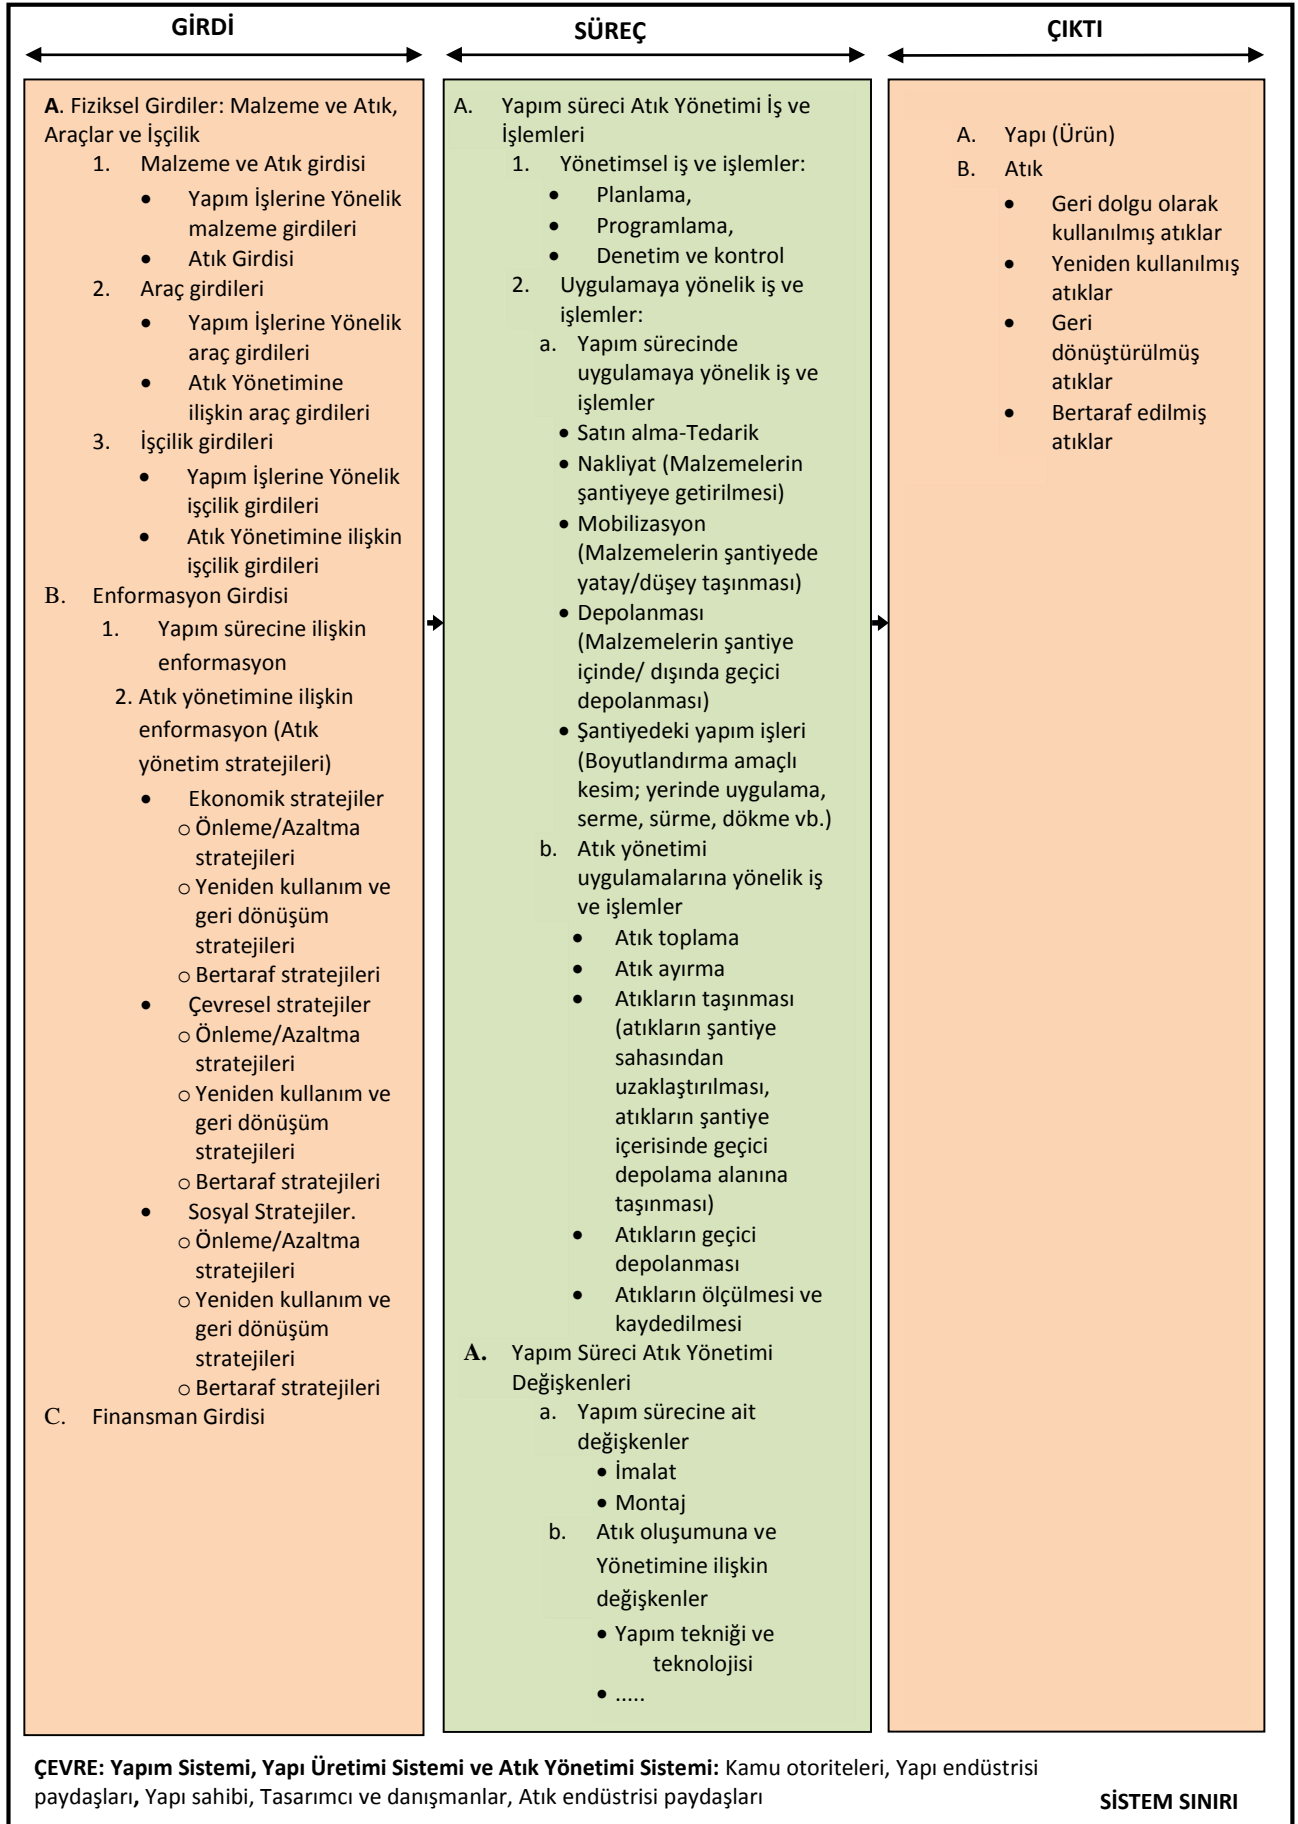 GİRDİ
SÜREÇ
ÇIKTI
A. Fiziksel Girdiler: Malzeme ve Atık,
Araçlar ve İşçilik
1. Malzeme ve Atık girdisi
• Yapım İşlerine Yönelik
malzeme girdileri
• Atık Girdisi
2. Araç girdileri
• Yapım İşlerine Yönelik
araç girdileri
• Atık Yönetimine
ilişkin araç girdileri
3. İşçilik girdileri
• Yapım İşlerine Yönelik
işçilik girdileri
• Atık Yönetimine ilişkin
işçilik girdileri
B. Enformasyon Girdisi
1. Yapım sürecine ilişkin
enformasyon
2. Atık yönetimine ilişkin
enformasyon (Atık
yönetim stratejileri)
• Ekonomik stratejiler
o Önleme/Azaltma
stratejileri
o Yeniden kullanım ve
geri dönüşüm
stratejileri
o Bertaraf stratejileri
• Çevresel stratejiler
o Önleme/Azaltma
stratejileri
o Yeniden kullanım ve
geri dönüşüm
stratejileri
o Bertaraf stratejileri
• Sosyal Stratejiler.
o Önleme/Azaltma
stratejileri
o Yeniden kullanım ve
geri dönüşüm
stratejileri
o Bertaraf stratejileri
C. Finansman Girdisi
A. Yapım süreci Atık Yönetimi İş ve
İşlemleri
1. Yönetimsel iş ve işlemler:
• Planlama,
• Programlama,
• Denetim ve kontrol
2. Uygulamaya yönelik iş ve
işlemler:
a. Yapım sürecinde
uygulamaya yönelik iş ve
işlemler
• Satın alma-Tedarik
• Nakliyat (Malzemelerin
şantiyeye getirilmesi)
• Mobilizasyon
(Malzemelerin şantiyede
yatay/düşey taşınması)
• Depolanması
(Malzemelerin şantiye
içinde/ dışında geçici
depolanması)
• Şantiyedeki yapım işleri
(Boyutlandırma amaçlı
kesim; yerinde uygulama,
serme, sürme, dökme vb.)
b. Atık yönetimi
uygulamalarına yönelik iş
ve işlemler
• Atık toplama
• Atık ayırma
• Atıkların taşınması
(atıkların şantiye
sahasından
uzaklaştırılması,
atıkların şantiye
içerisinde geçici
depolama alanına
taşınması)
• Atıkların geçici
depolanması
• Atıkların ölçülmesi ve
kaydedilmesi
A. Yapım Süreci Atık Yönetimi
Değişkenleri
a. Yapım sürecine ait
değişkenler
• İmalat
• Montaj
b. Atık oluşumuna ve
Yönetimine ilişkin
değişkenler
• Yapım tekniği ve
teknolojisi
• .....
A. Yapı (Ürün)
B. Atık
• Geri dolgu olarak
kullanılmış atıklar
• Yeniden kullanılmış
atıklar
• Geri
dönüştürülmüş
atıklar
• Bertaraf edilmiş
atıklar
ÇEVRE: Yapım Sistemi, Yapı Üretimi Sistemi ve Atık Yönetimi Sistemi: Kamu otoriteleri, Yapı endüstrisi
paydaşları, Yapı sahibi, Tasarımcı ve danışmanlar, Atık endüstrisi paydaşları
SİSTEM SINIRI